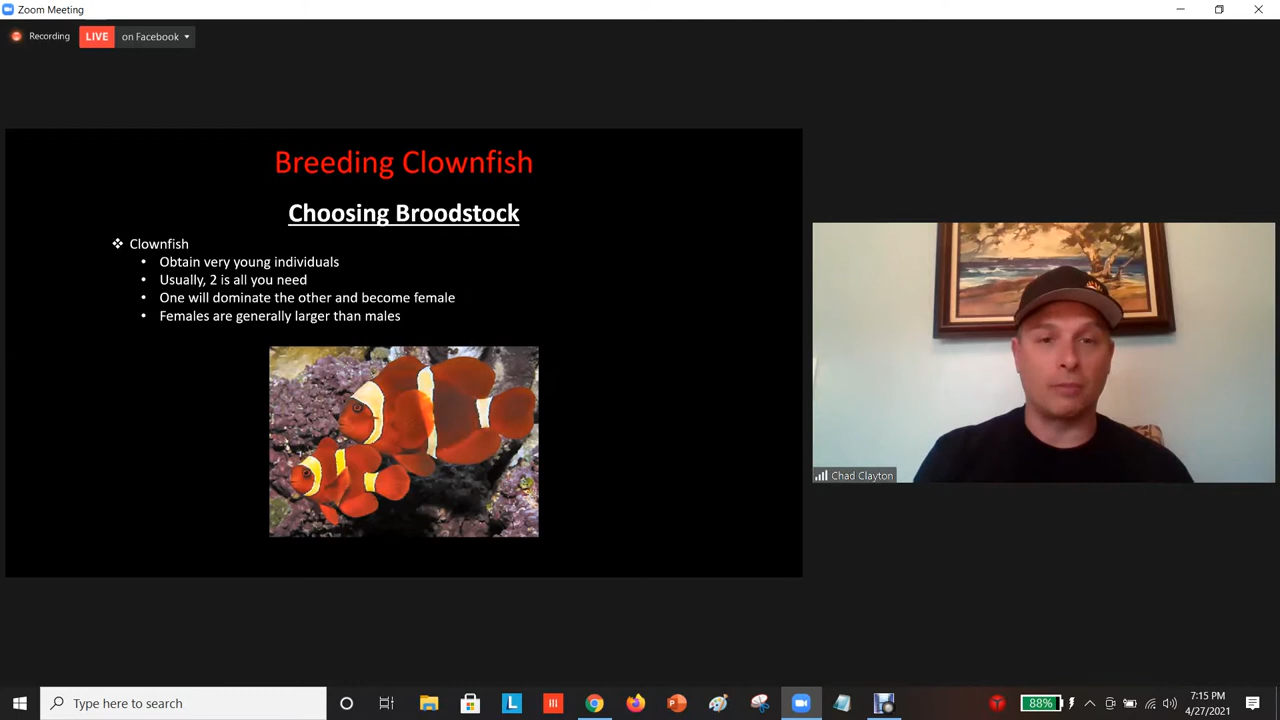 Zoom Meeting
Recording
LIVE
on Facebook
Breeding Clownfish
Choosing Broodstock
❖ Clownfish
• Obtain very young individuals
• Usually, 2 is all you need
• One will dominate the other and become female
• Females are generally larger than males
Chad Clayton
Type here to search
L
88%
7:15 PM
4/27/2021